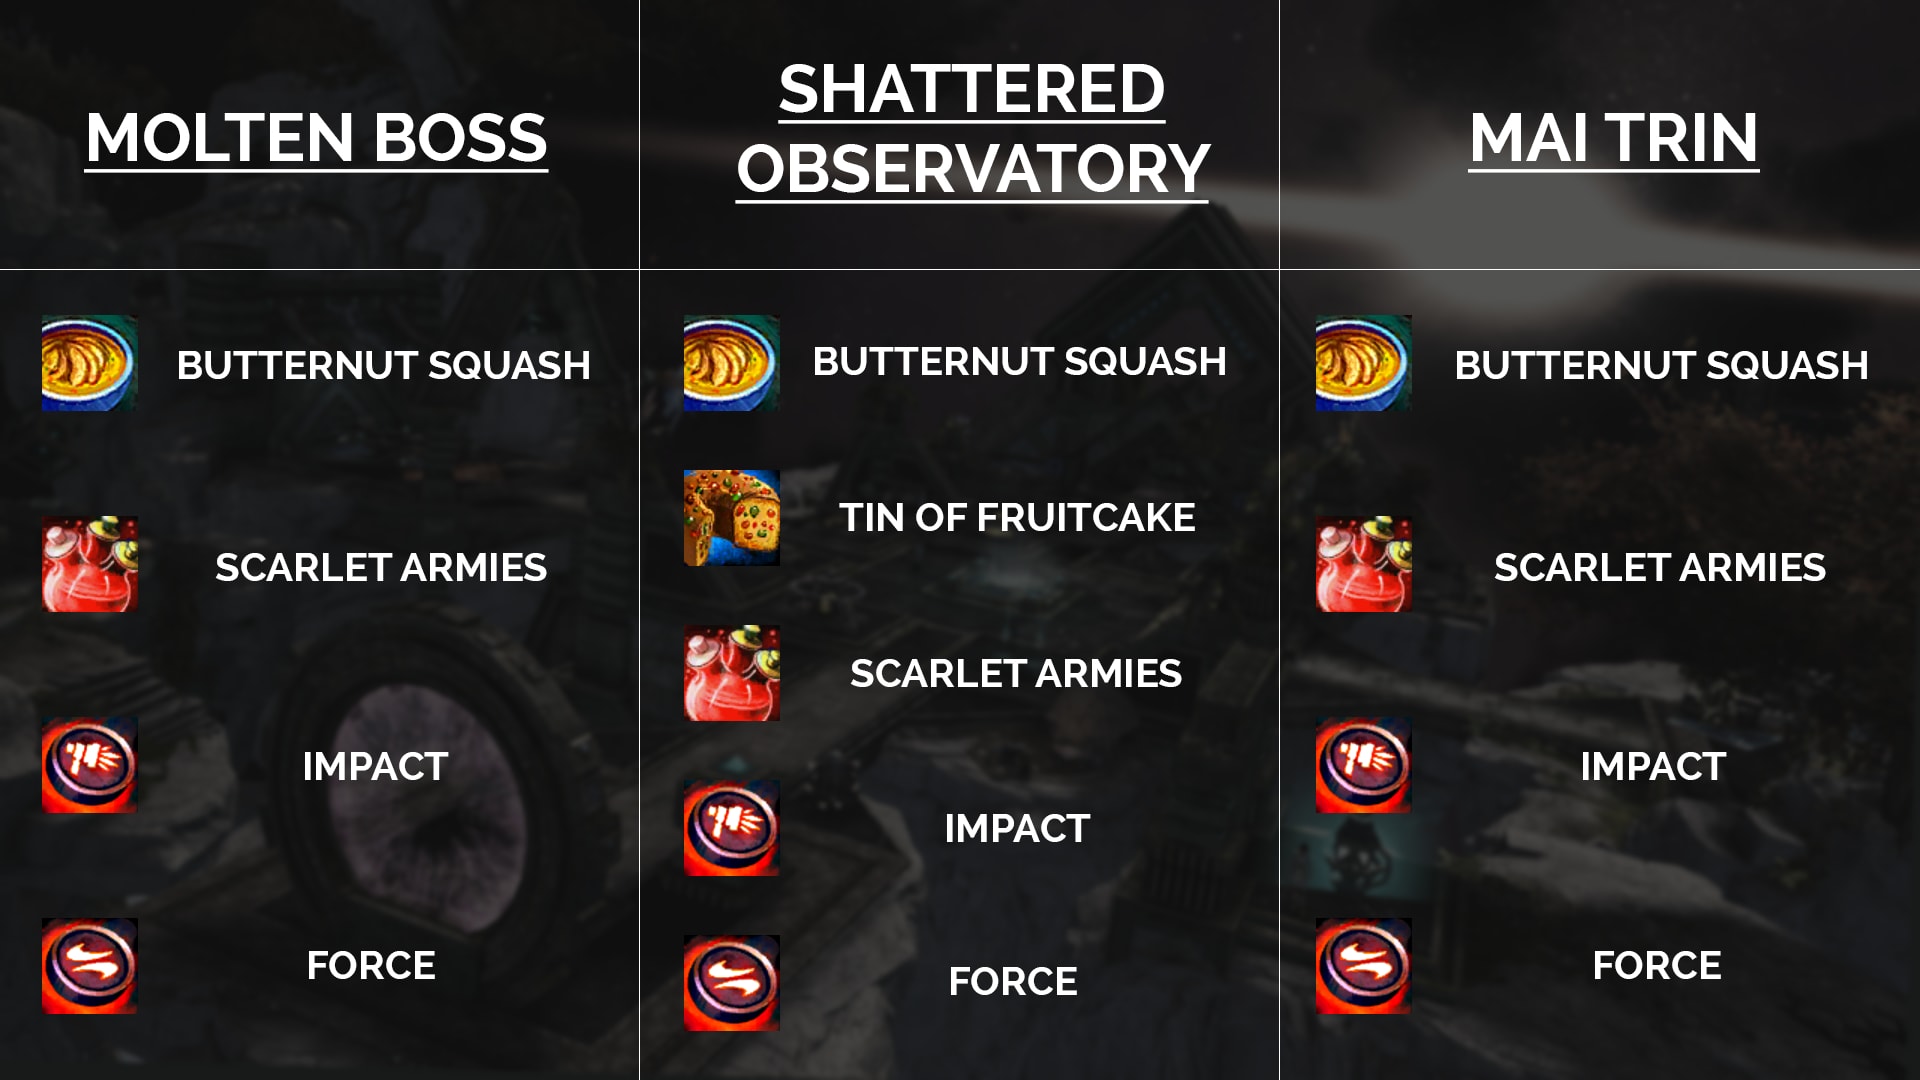 MOLTEN BOSS
BUTTERNUT SQUASH
SCARLET ARMIES
IMPACT
FORCE
SHATTERED
OBSERVATORY
BUTTERNUT SQUASH
TIN OF FRUITCAKE
SCARLET ARMIES
IMPACT
FORCE
MAI TRIN
BUTTERNUT SQUASH
SCARLET ARMIES
IMPACT
FORCE